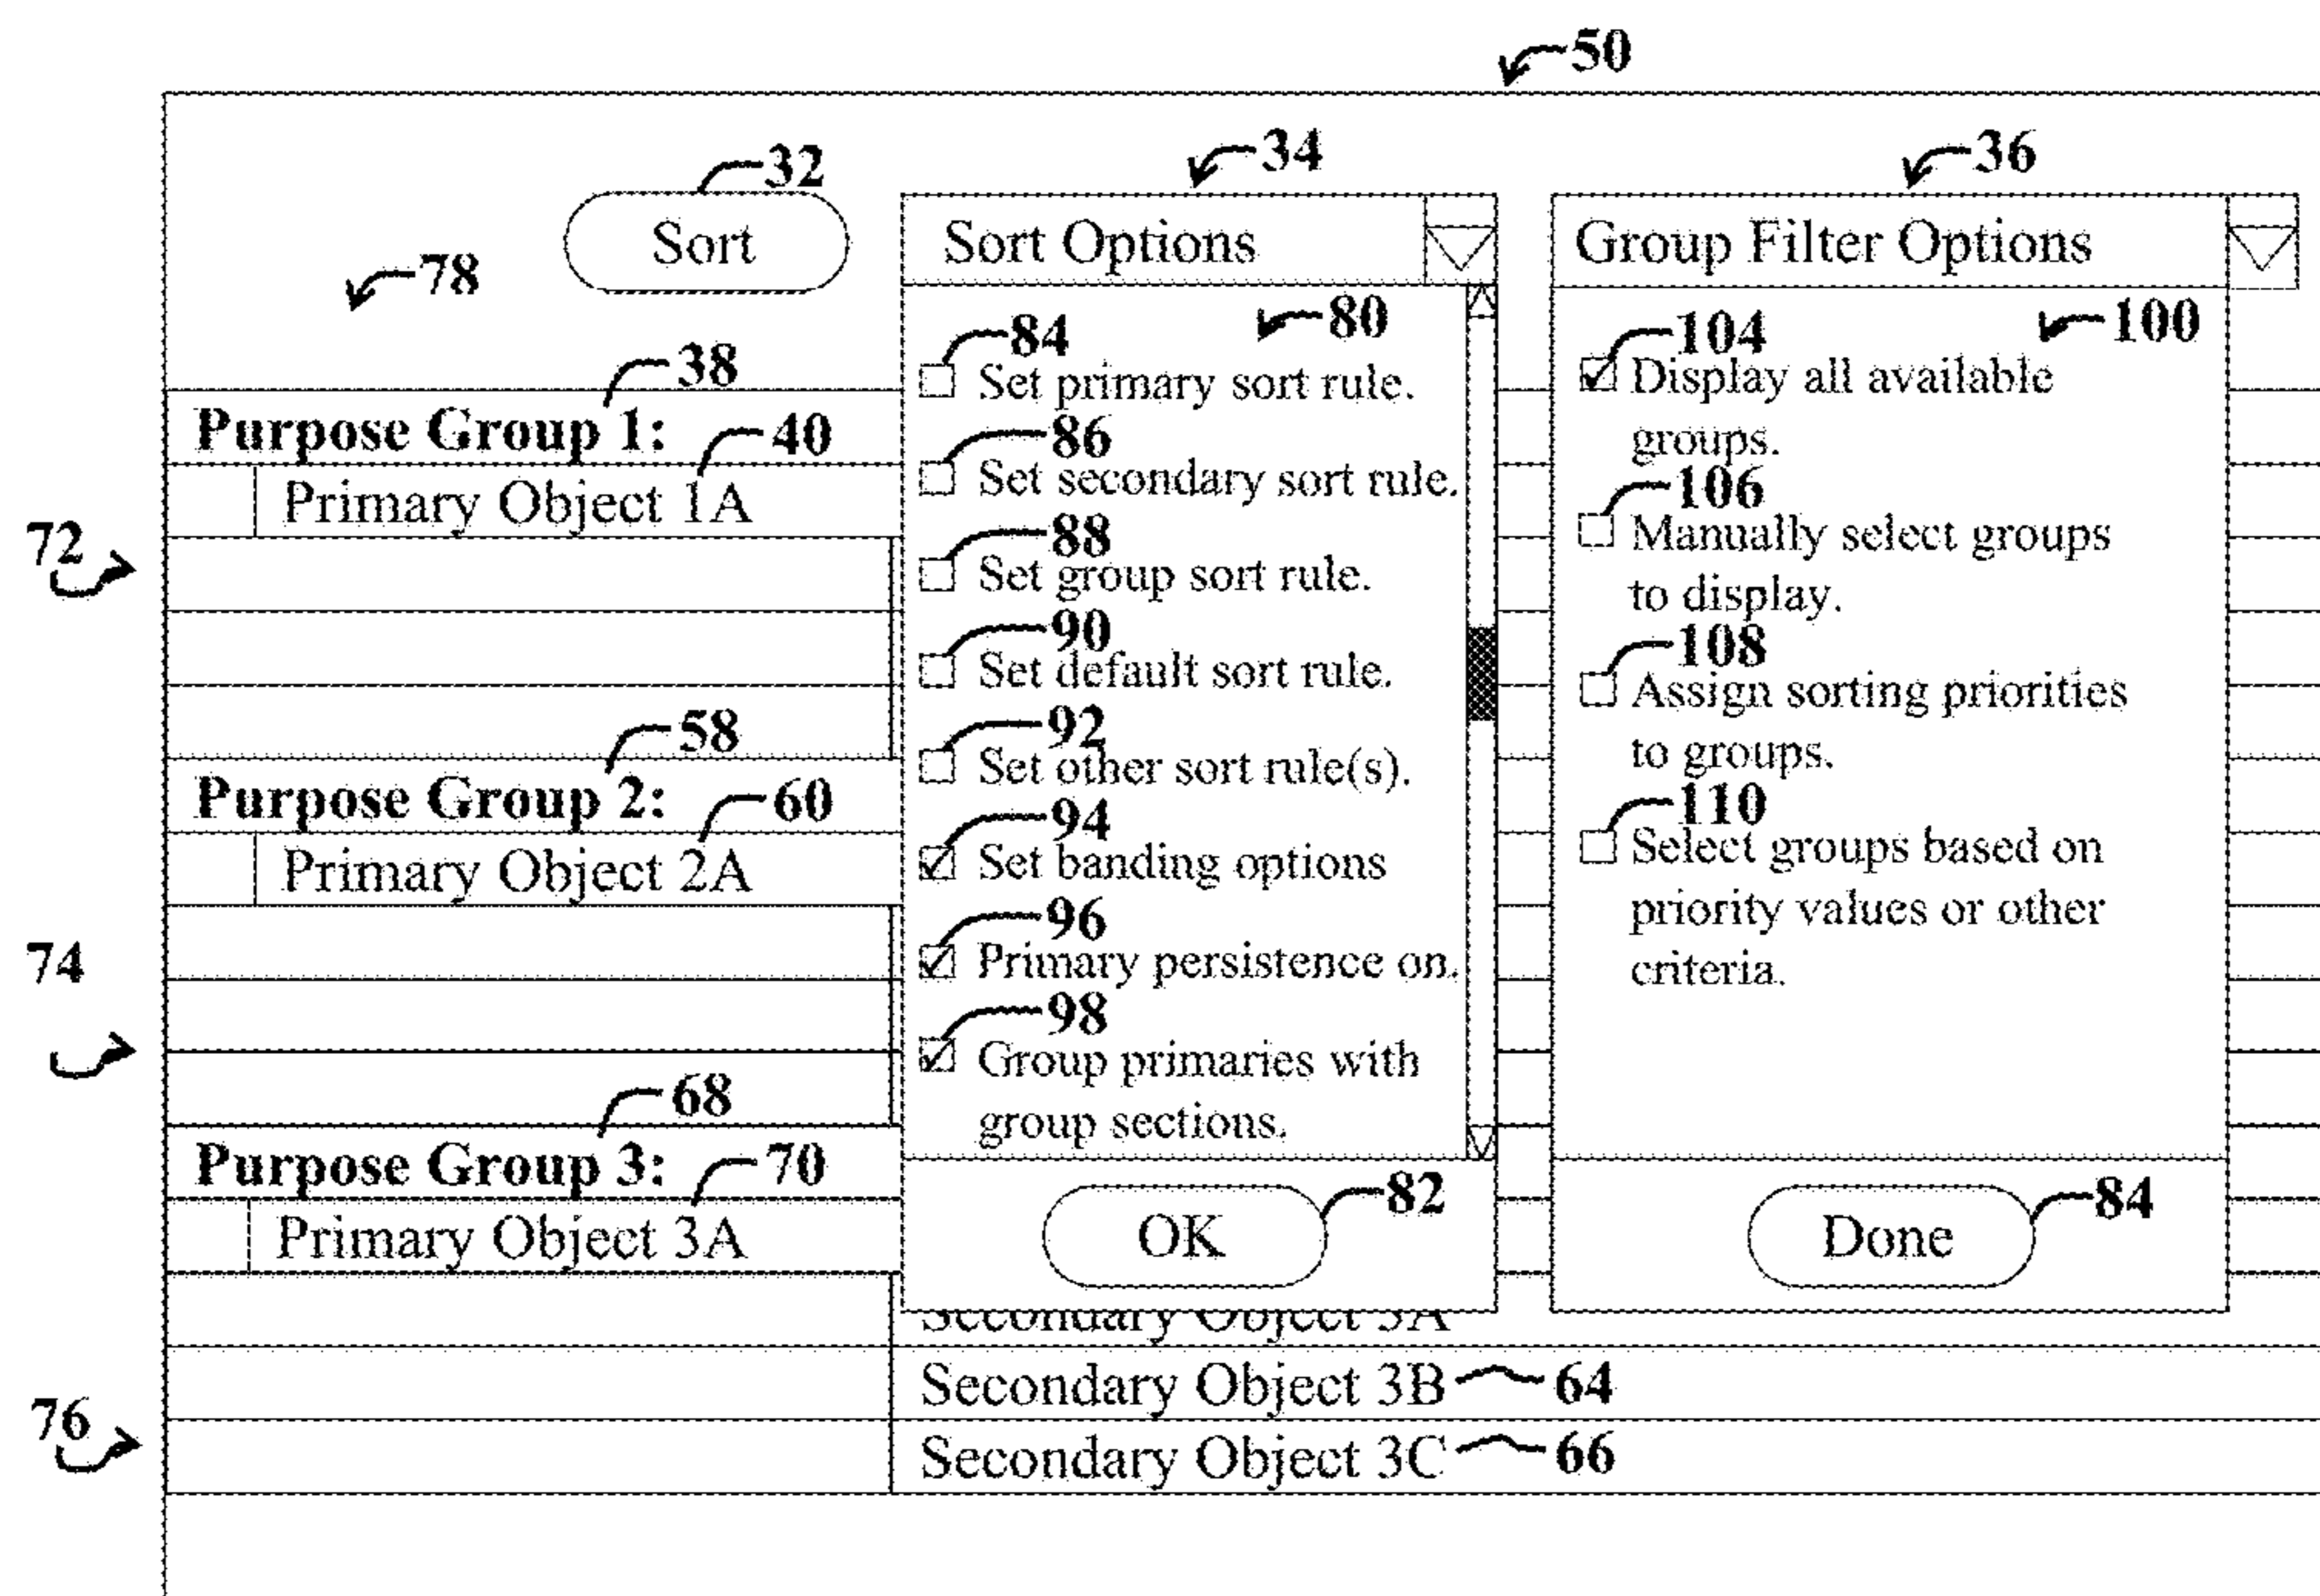 50
32
34
36
Sort
Sort Options
Group Filter Options
78
84
80
104
100
Set primary sort rule.
Display all available
groups.
38
Purpose Group 1:
40
86
Set secondary sort rule.
106
Manually select groups
to display.
Primary Object 1A
72
88
Set group sort rule.
90
Set default sort rule.
108
Assign sorting priorities
to groups.
58
Purpose Group 2:
60
92
Set other sort rule(s).
110
Select groups based on
priority values or other
criteria.
Primary Object 2A
94
Set banding options
74
96
Primary persistence on.
98
Group primaries with
group sections.
68
Purpose Group 3:
70
Primary Object 3A
OK
82
Done
84
Secondary Object 3A
Secondary Object 3B
64
76
Secondary Object 3C
66